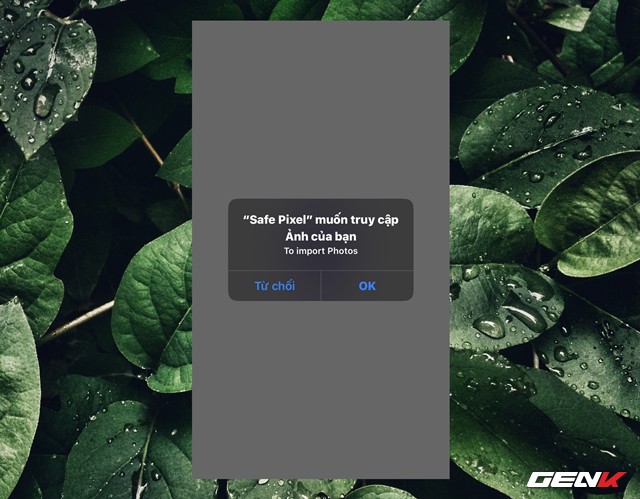 “Safe Pixel” muốn truy cập
Ảnh của bạn
To import Photos
Từ chối
OK
GENK